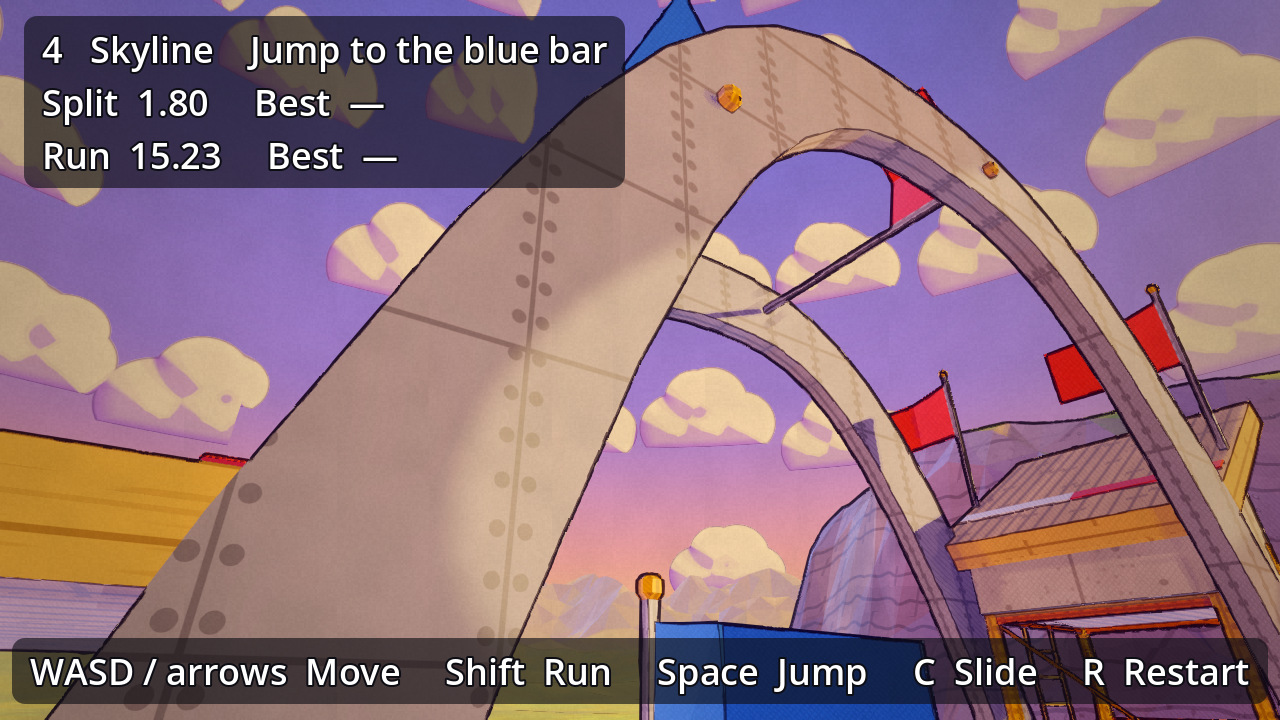 4 Skyline Jump to the blue bar
Split 1.80 Best —
Run 15.23 Best —
WASD / arrows Move Shift Run Space Jump C Slide R Restart